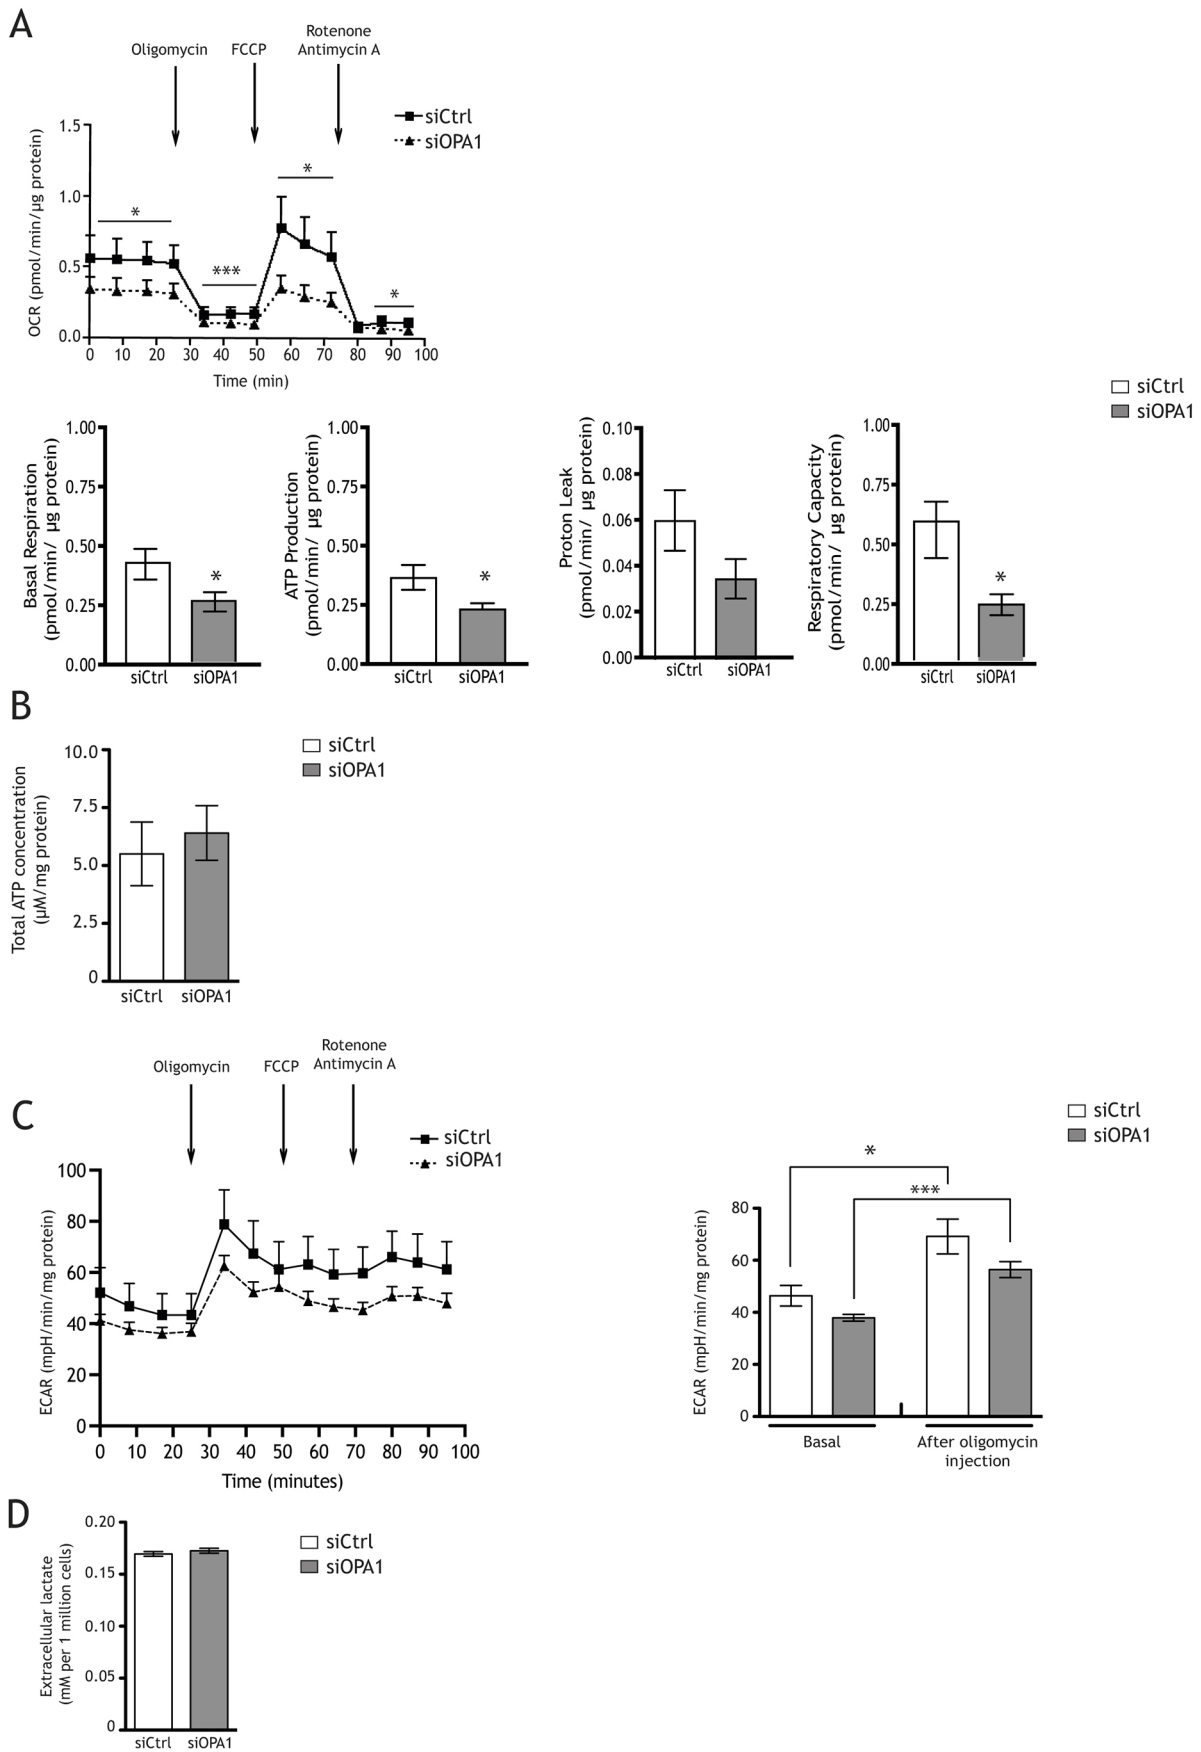 A
Oligomycin
FCCP
Rotenone
Antimycin A
siCtrl
siOPA1
OCR (pmol/min/µg protein)
1.5
1.0
0.5
0.0
*
***
*
*
0 10 20 30 40 50 60 70 80 90 100
Time (min)
siCtrl
siOPA1
Basal Respiration
(pmol/min/ µg protein)
1.00
0.75
0.50
0.25
0.00
*
siCtrl siOPA1
ATP Production
(pmol/min/ µg protein)
1.00
0.75
0.50
0.25
0.00
*
siCtrl siOPA1
Proton Leak
(pmol/min/ µg protein)
0.10
0.08
0.06
0.04
0.02
0.00
siCtrl siOPA1
Respiratory Capacity
(pmol/min/ µg protein)
1.00
0.75
0.50
0.25
0.00
*
siCtrl siOPA1
B
Total ATP concentration
(µM/mg protein)
10.0
7.5
5.0
2.5
0
siCtrl siOPA1
siCtrl
siOPA1
C
Oligomycin
FCCP
Rotenone
Antimycin A
siCtrl
siOPA1
ECAR (mpH/min/mg protein)
100
80
60
40
20
0
0 10 20 30 40 50 60 70 80 90 100
Time (minutes)
siCtrl
siOPA1
*
***
ECAR (mpH/min/mg protein)
80
60
40
20
0
Basal
After oligomycin
injection
D
Extracellular lactate
(mM per 1 million cells)
0.20
0.15
0.10
0.05
0
siCtrl siOPA1
siCtrl
siOPA1